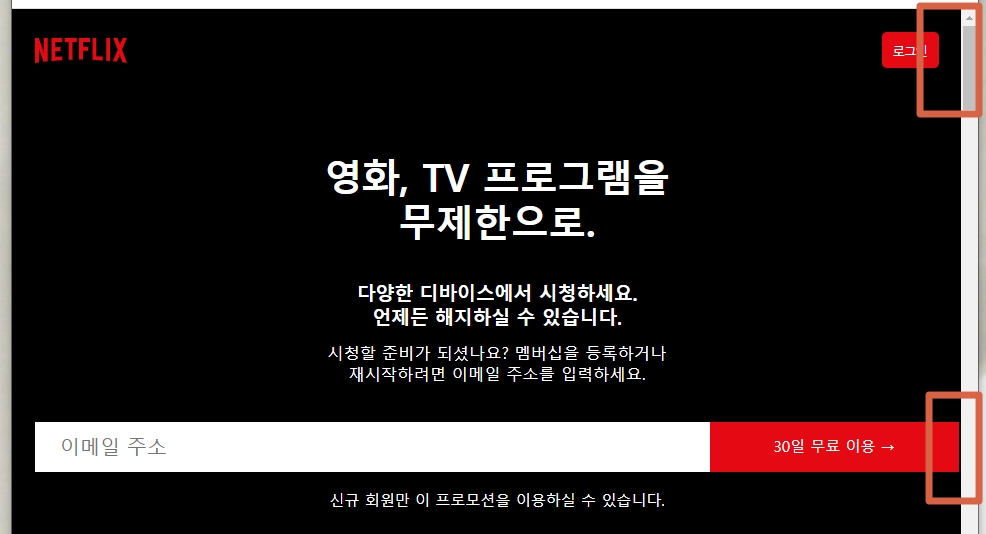 NETFLIX
로그인
영화, TV 프로그램을
무제한으로.
다양한 디바이스에서 시청하세요.
언제든 해지하실 수 있습니다.
시청할 준비가 되셨나요? 멤버십을 등록하거나
재시작하려면 이메일 주소를 입력하세요.
이메일 주소
30일 무료 이용 →
신규 회원만 이 프로모션을 이용하실 수 있습니다.